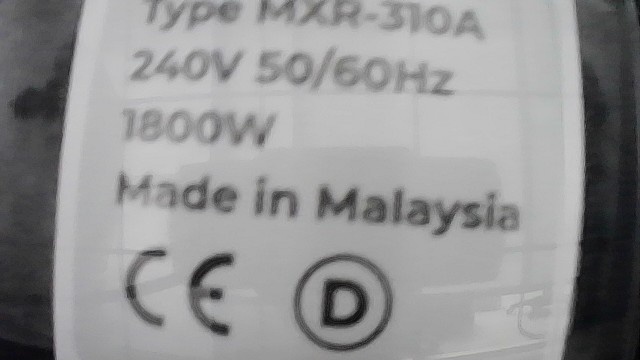 Type MXR-310A
240V 50/60Hz
1800W
Made in Malaysia
CE D